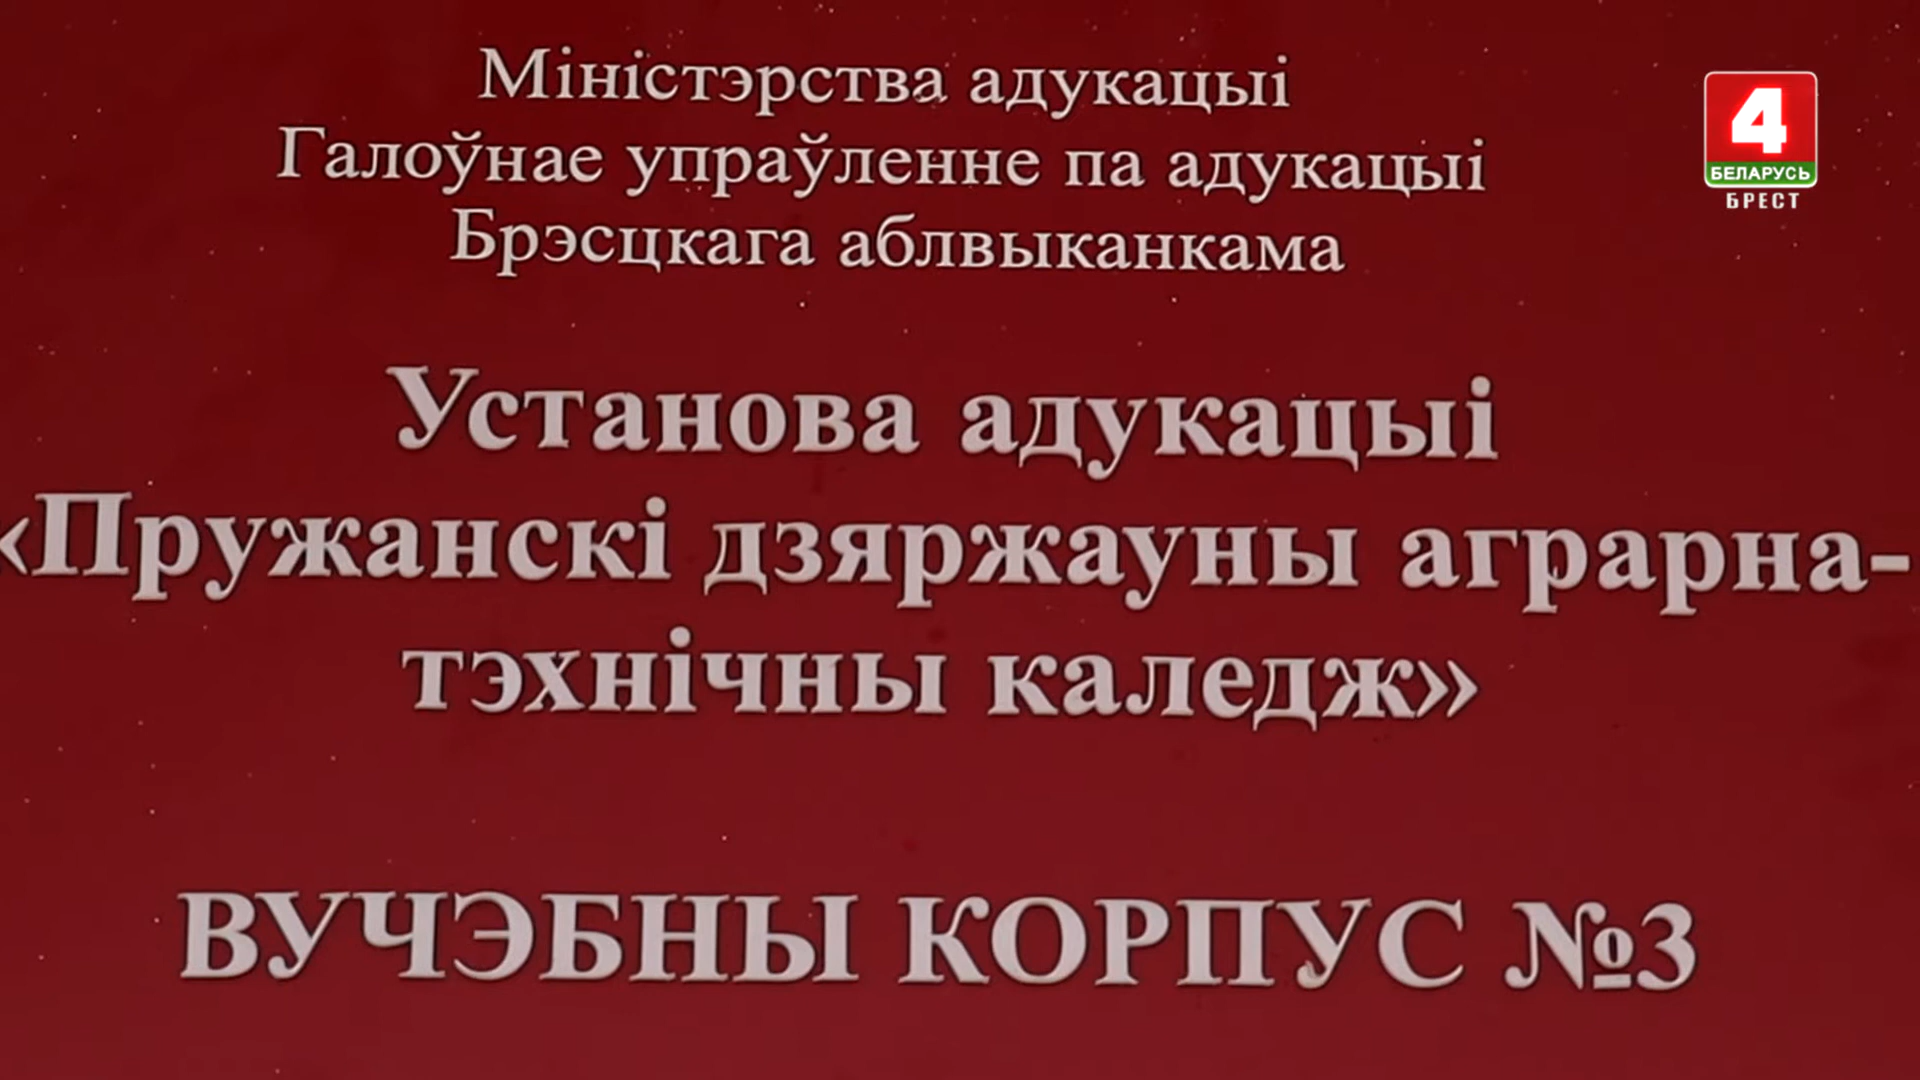 Міністэрства адукацыі
Галоўнае упраўленне па адукацыі
Брэсцкага аблвыканкама
Установа адукацыі
«Пружанскі дзяржауны аграрна-
тэхнічны каледж»
ВУЧЭБНЫ КОРПУС №3
4
БЕЛАРУСЬ
БРЕСТ